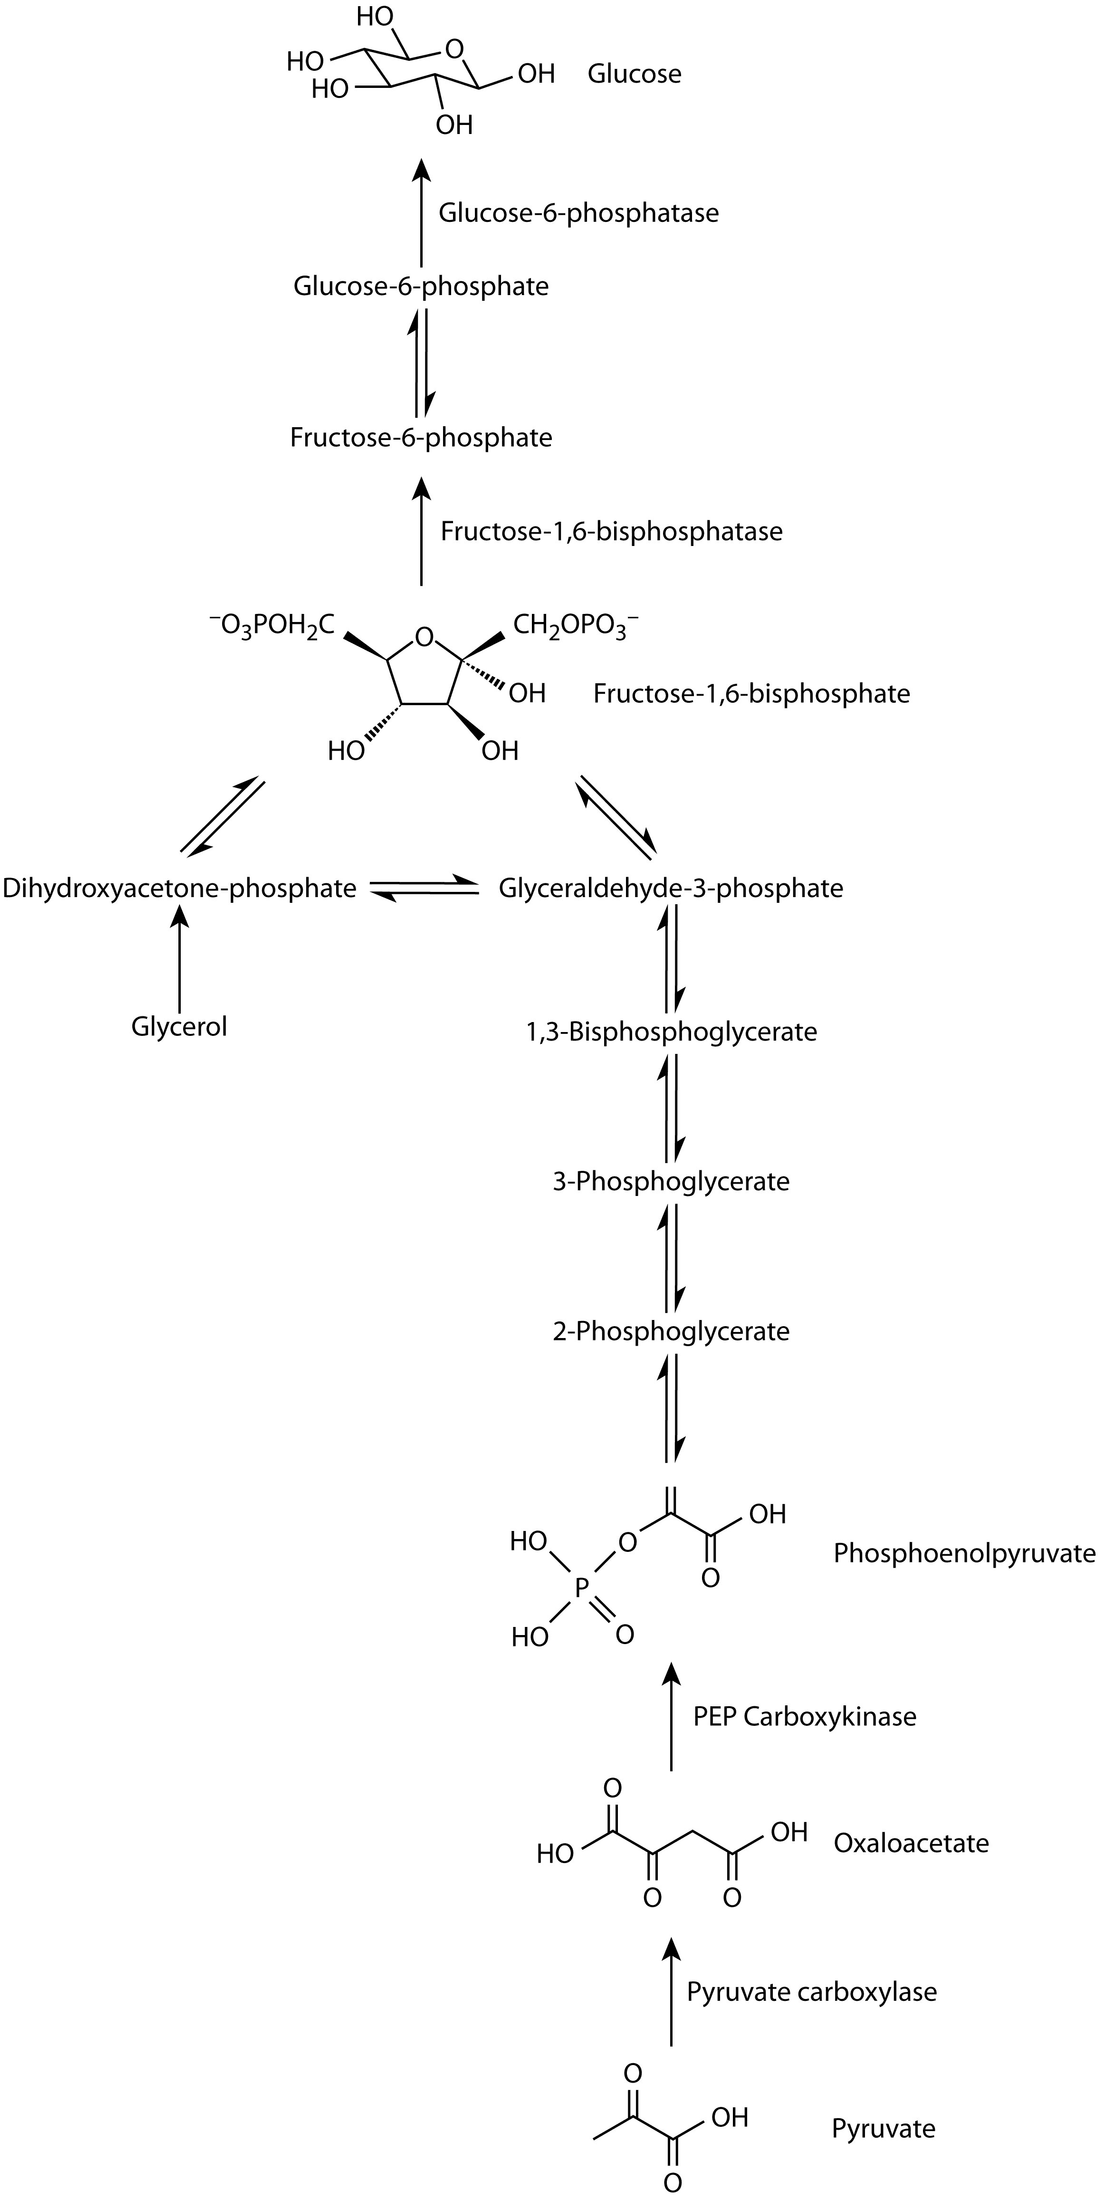 HO
O
HO
OH
Glucose
HO
OH
Glucose-6-phosphatase
Glucose-6-phosphate
Fructose-6-phosphate
Fructose-1,6-bisphosphatase
⁻O₃POH₂C
O
CH₂OPO₃⁻
OH
Fructose-1,6-bisphosphate
HO
OH
Dihydroxyacetone-phosphate
Glyceraldehyde-3-phosphate
Glycerol
1,3-Bisphosphoglycerate
3-Phosphoglycerate
2-Phosphoglycerate
OH
HO
O
Phosphoenolpyruvate
O
P
HO
O
PEP Carboxykinase
O
HO
OH
Oxaloacetate
O
O
Pyruvate carboxylase
O
OH
Pyruvate
O